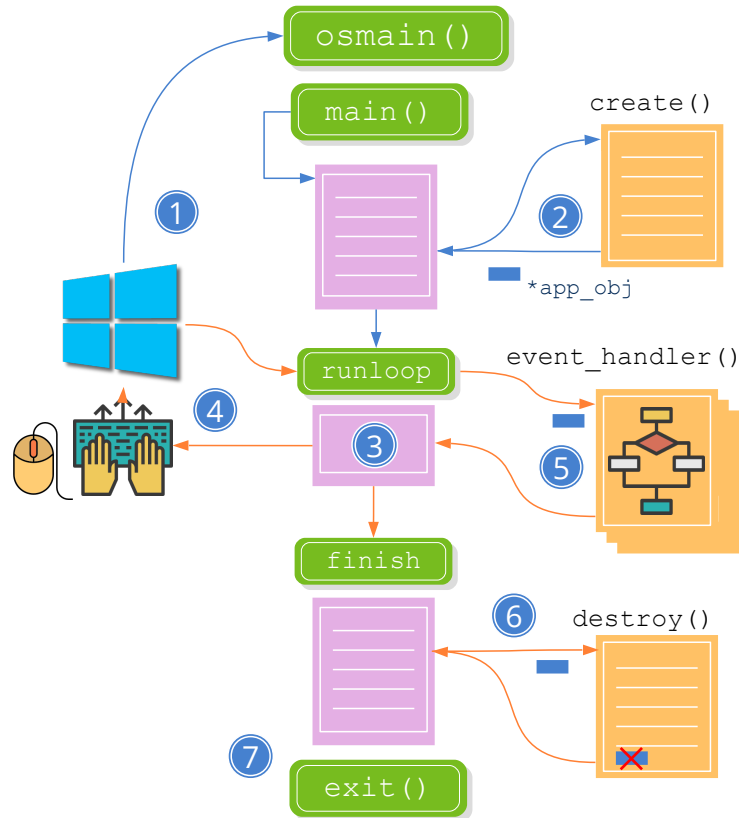 osmain()
main()
create()
1
2
*app_obj
event_handler()
runloop
4
3
5
finish
6
destroy()
7
exit()